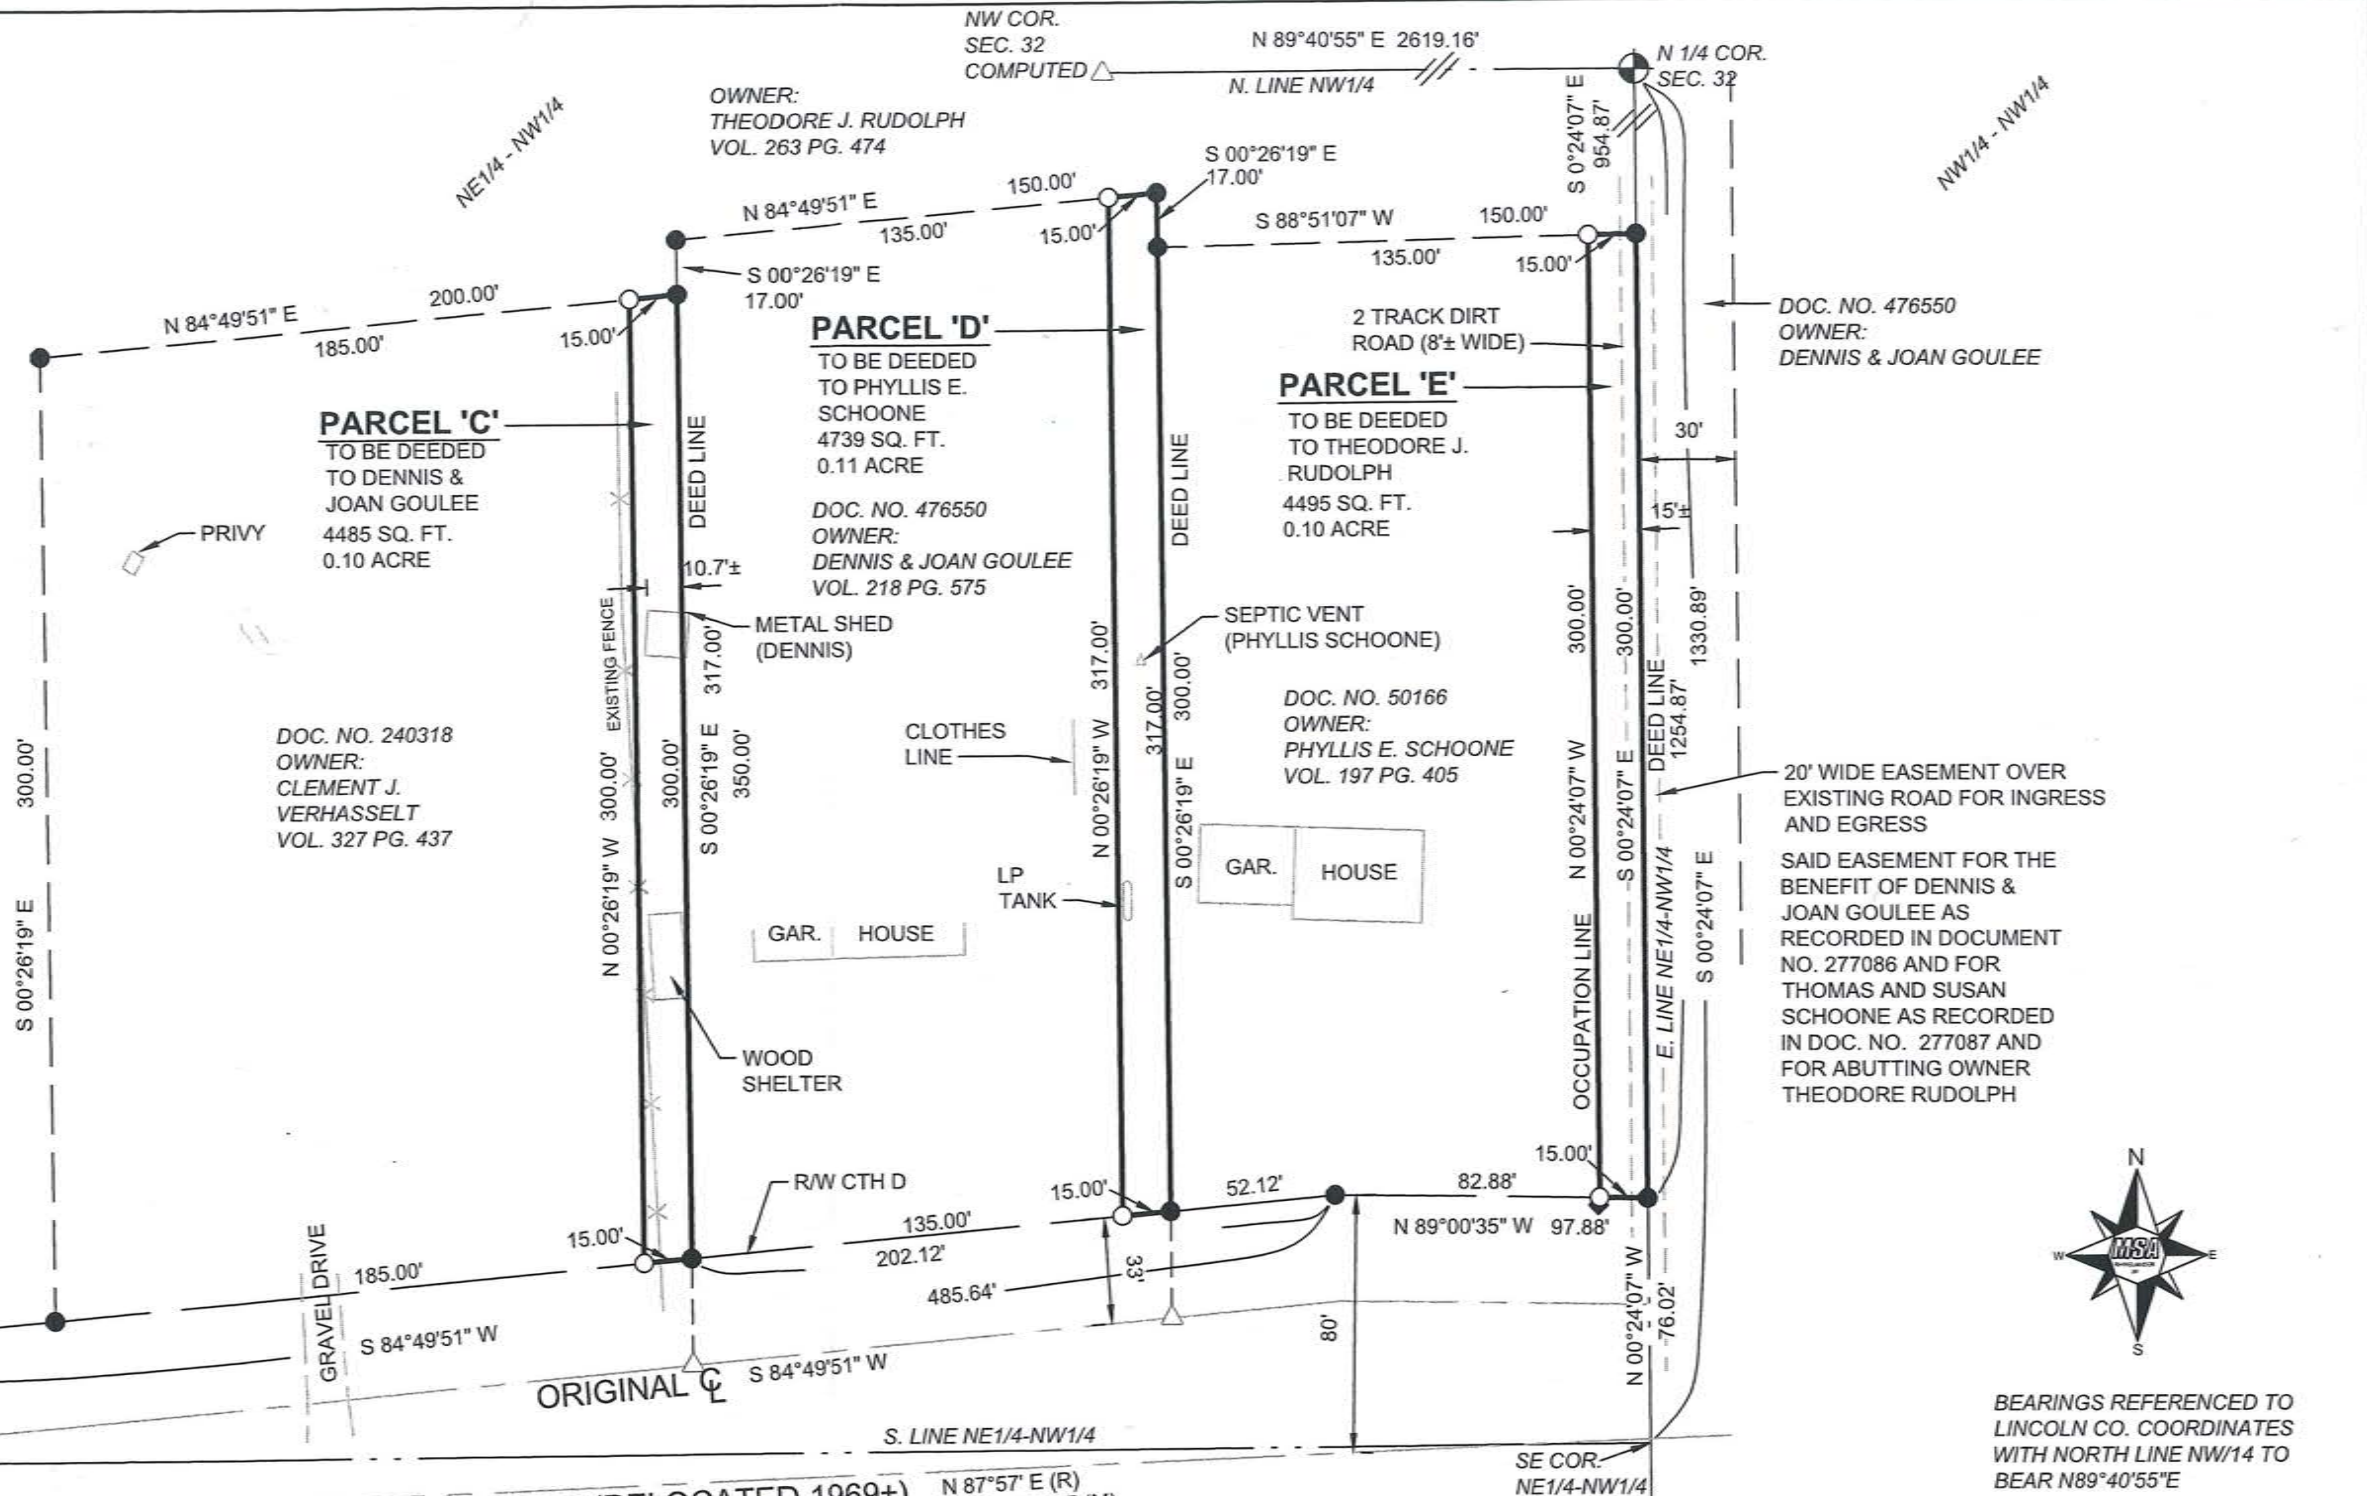 NW COR.
SEC. 32
COMPUTED
N 89°40'55" E 2619.16'
N. LINE NW1/4
N 1/4 COR.
SEC. 32
S 0°24'07" E
954.87'
NE1/4 - NW1/4
NW1/4 - NW1/4
OWNER:
THEODORE J. RUDOLPH
VOL. 263 PG. 474
S 00°26'19" E
17.00'
N 84°49'51" E
150.00'
135.00'
15.00'
S 88°51'07" W
150.00'
135.00'
15.00'
S 00°26'19" E
17.00'
N 84°49'51" E
200.00'
185.00'
15.00'
PARCEL 'C'
TO BE DEEDED
TO DENNIS &
JOAN GOULEE
4485 SQ. FT.
0.10 ACRE
PARCEL 'D'
TO BE DEEDED
TO PHYLLIS E.
SCHOONE
4739 SQ. FT.
0.11 ACRE
DOC. NO. 476550
OWNER:
DENNIS & JOAN GOULEE
VOL. 218 PG. 575
2 TRACK DIRT
ROAD (8'± WIDE)
PARCEL 'E'
TO BE DEEDED
TO THEODORE J.
RUDOLPH
4495 SQ. FT.
0.10 ACRE
DOC. NO. 476550
OWNER:
DENNIS & JOAN GOULEE
30'
15'±
PRIVY
10.7'±
DEED LINE
DEED LINE
METAL SHED
(DENNIS)
SEPTIC VENT
(PHYLLIS SCHOONE)
EXISTING FENCE
N 00°26'19" W 300.00'
300.00'
S 00°26'19" E 317.00'
350.00'
N 00°26'19" W 317.00'
317.00'
S 00°26'19" E 300.00'
OCCUPATION LINE N 00°24'07" W 300.00'
S 00°24'07" E 300.00'
DEED LINE
1254.87'
E. LINE NE1/4-NW1/4
1330.89'
S 00°24'07" E
300.00'
S 00°26'19" E
DOC. NO. 240318
OWNER:
CLEMENT J.
VERHASSELT
VOL. 327 PG. 437
CLOTHES
LINE
DOC. NO. 50166
OWNER:
PHYLLIS E. SCHOONE
VOL. 197 PG. 405
LP
TANK
GAR.
HOUSE
GAR.
HOUSE
WOOD
SHELTER
20' WIDE EASEMENT OVER
EXISTING ROAD FOR INGRESS
AND EGRESS
SAID EASEMENT FOR THE
BENEFIT OF DENNIS &
JOAN GOULEE AS
RECORDED IN DOCUMENT
NO. 277086 AND FOR
THOMAS AND SUSAN
SCHOONE AS RECORDED
IN DOC. NO. 277087 AND
FOR ABUTTING OWNER
THEODORE RUDOLPH
R/W CTH D
15.00'
135.00'
202.12'
15.00'
52.12'
82.88'
15.00'
N 89°00'35" W 97.88'
485.64'
33'
80'
N 00°24'07" W
76.02'
185.00'
GRAVEL DRIVE
S 84°49'51" W
ORIGINAL CL
S 84°49'51" W
S. LINE NE1/4-NW1/4
SE COR.
NE1/4-NW1/4
N 87°57' E (R)
N
W
MSA
E
S
BEARINGS REFERENCED TO
LINCOLN CO. COORDINATES
WITH NORTH LINE NW/14 TO
BEAR N89°40'55"E